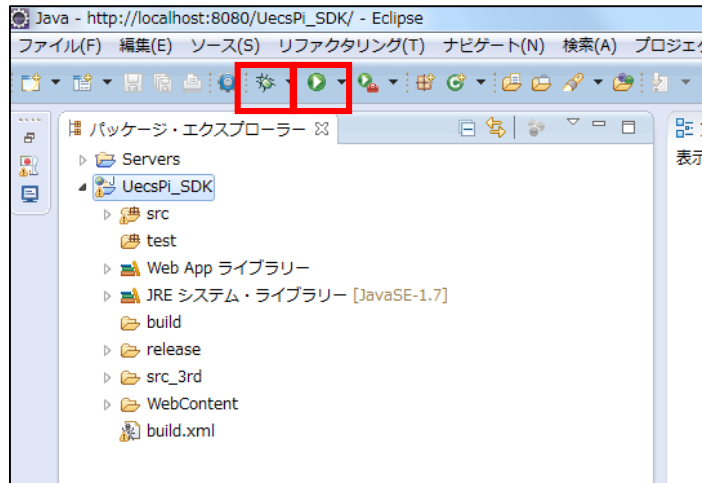 Java - http://localhost:8080/UecsPi_SDK/ - Eclipse
ファイル(F) 編集(E) ソース(S) リファクタリング(T) ナビゲート(N) 検索(A) プロジェ
パッケージ・エクスプローラー
Servers
表示
UecsPi_SDK
src
test
Web App ライブラリー
JRE システム・ライブラリー [JavaSE-1.7]
build
release
src_3rd
WebContent
build.xml